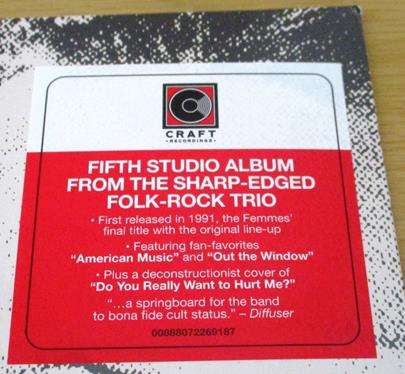 CRAFT
•RECORDINGS•
FIFTH STUDIO ALBUM
FROM THE SHARP-EDGED
FOLK-ROCK TRIO
• First released in 1991, the Femmes’
final title with the original line-up
• Featuring fan-favorites
“American Music” and “Out the Window”
• Plus a deconstructionist cover of
“Do You Really Want to Hurt Me?”
“...a springboard for the band
to bona fide cult status.” – Diffuser
00888072269187